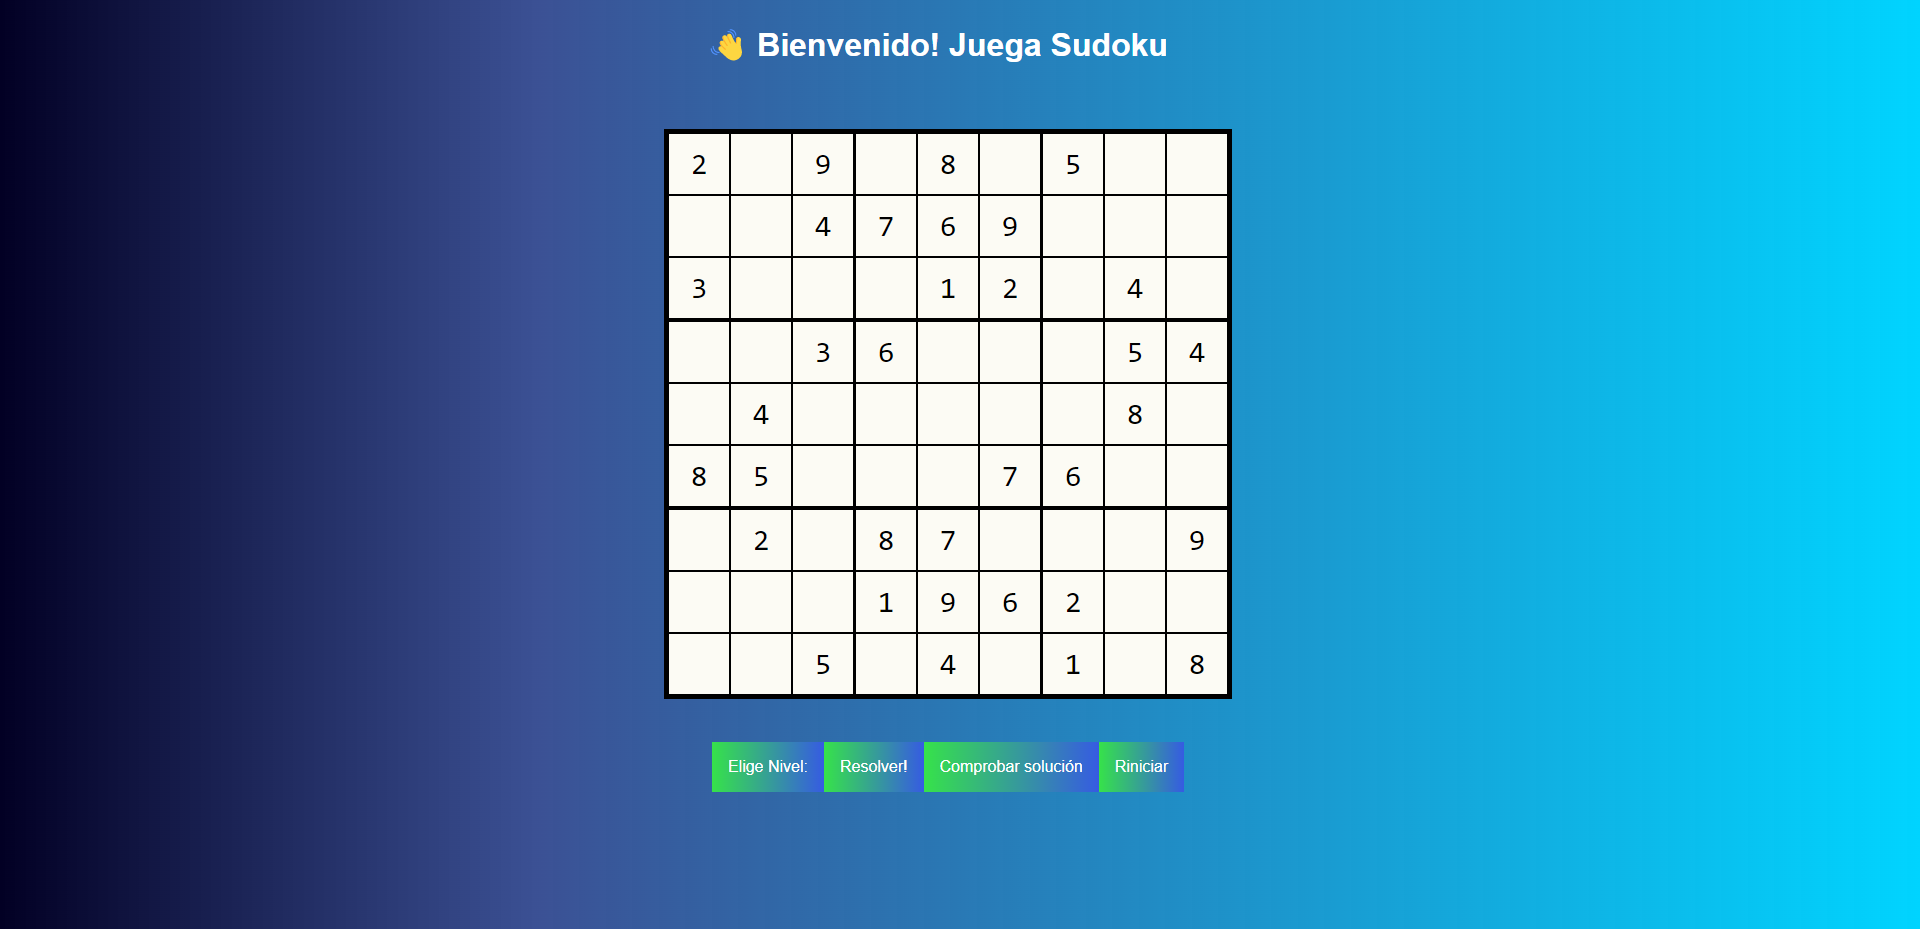 👋 Bienvenido! Juega Sudoku
2 9 8 5
4 7 6 9
3 1 2 4
3 6 5 4
4 8
8 5 7 6
2 8 7 9
1 9 6 2
5 4 1 8
Elige Nivel: Resolver! Comprobar solución Riniciar